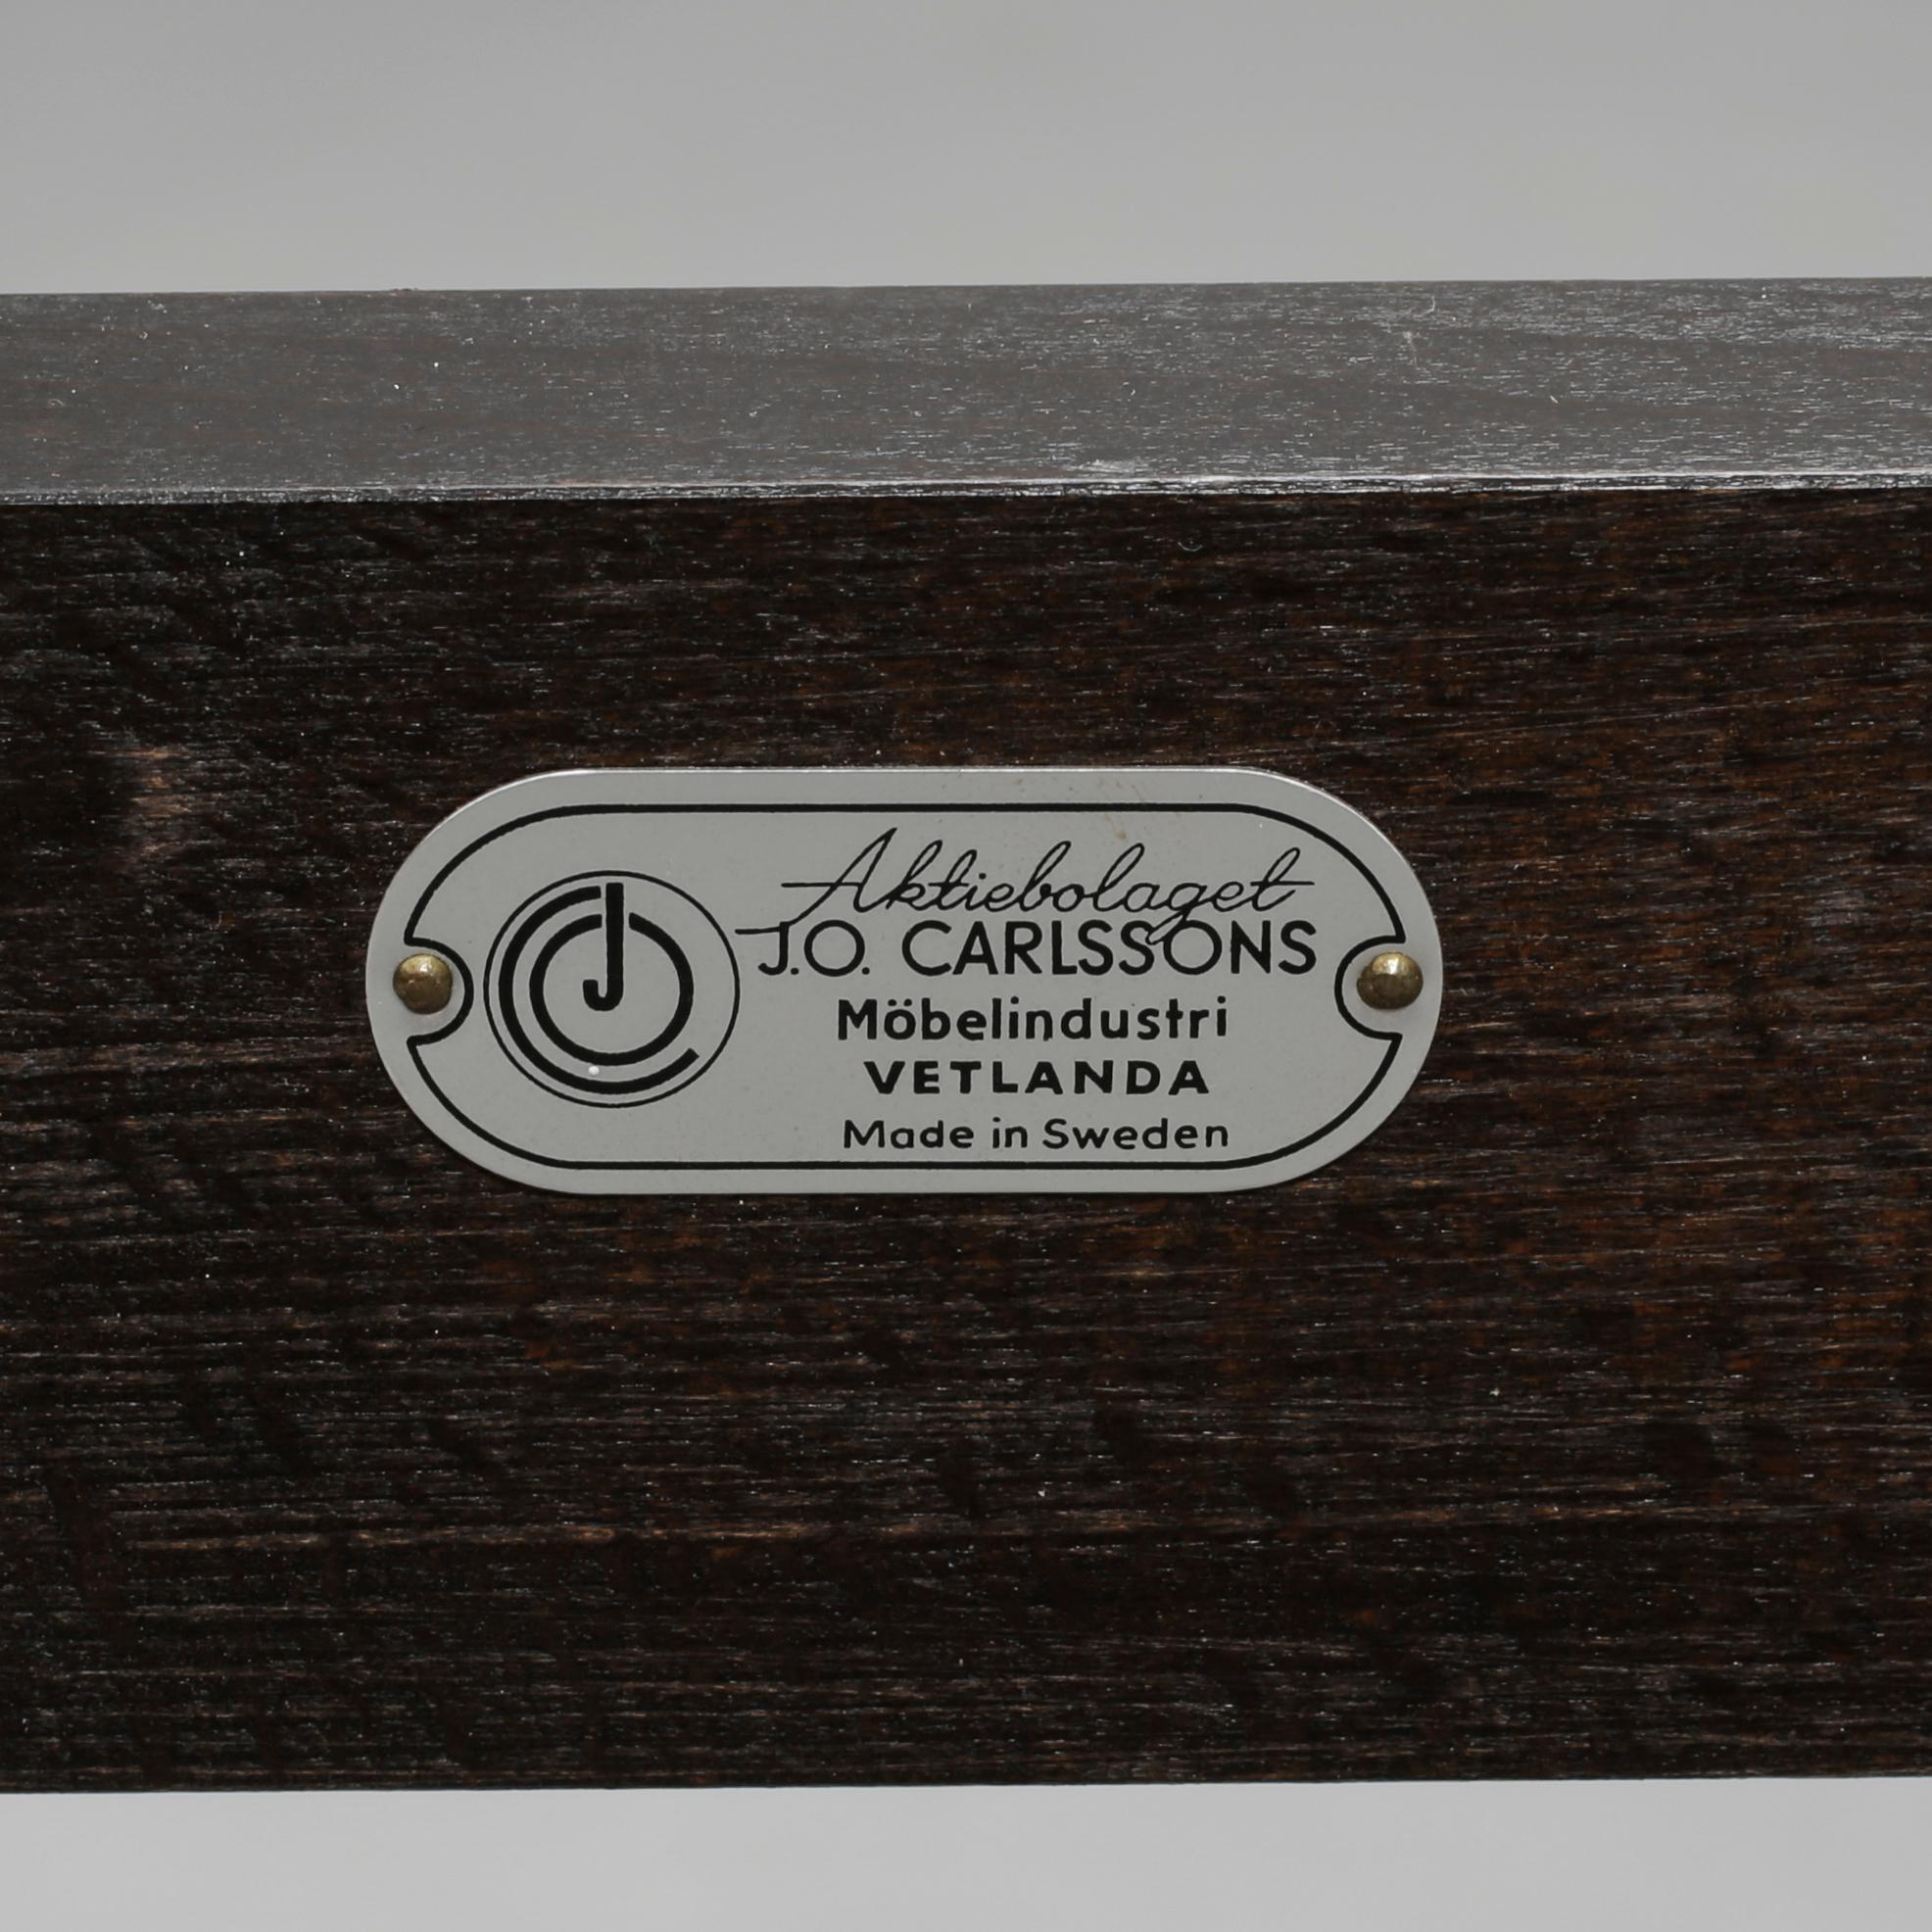 Aktiebolaget
J.O. CARLSSONS
Möbelindustri
VETLANDA
Made in Sweden